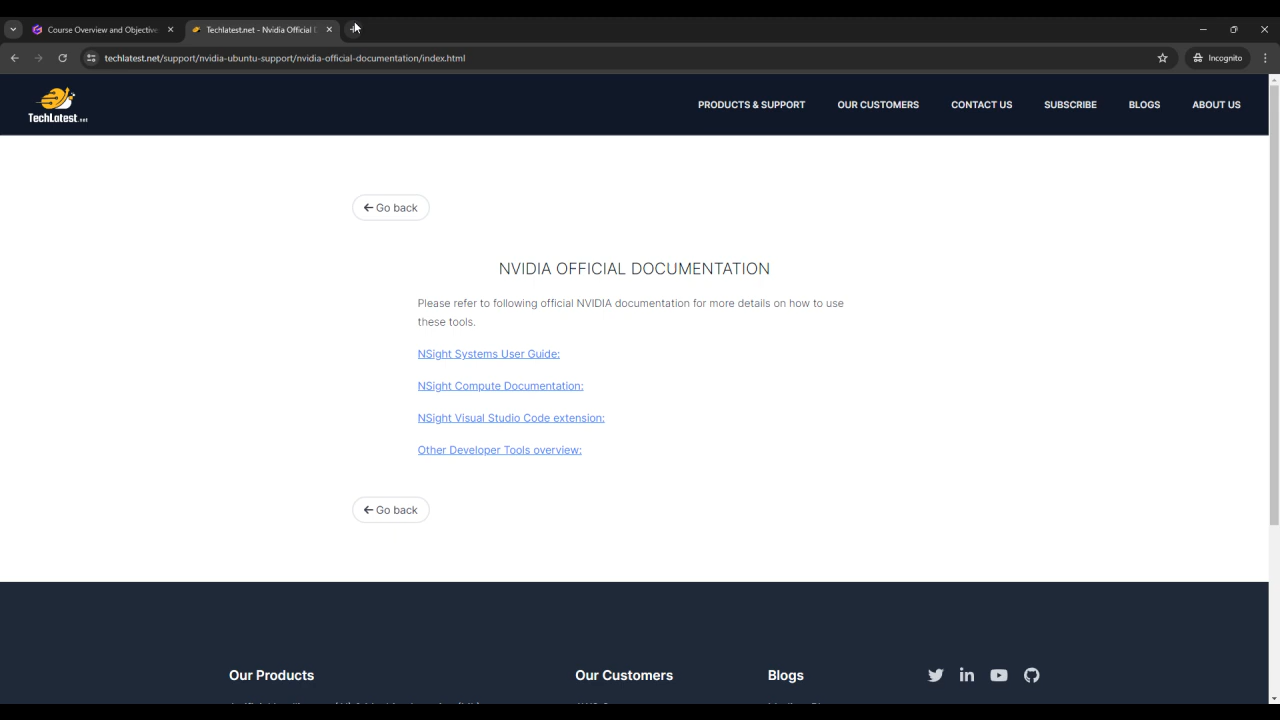 Course Overview and Objective
Techlatest.net - Nvidia Official D
techlatest.net/support/nvidia-ubuntu-support/nvidia-official-documentation/index.html
Incognito
TechLatest.net
PRODUCTS & SUPPORT
OUR CUSTOMERS
CONTACT US
SUBSCRIBE
BLOGS
ABOUT US
Go back
NVIDIA OFFICIAL DOCUMENTATION
Please refer to following official NVIDIA documentation for more details on how to use
these tools.
NSight Systems User Guide:
NSight Compute Documentation:
NSight Visual Studio Code extension:
Other Developer Tools overview:
Go back
Our Products
Our Customers
Blogs